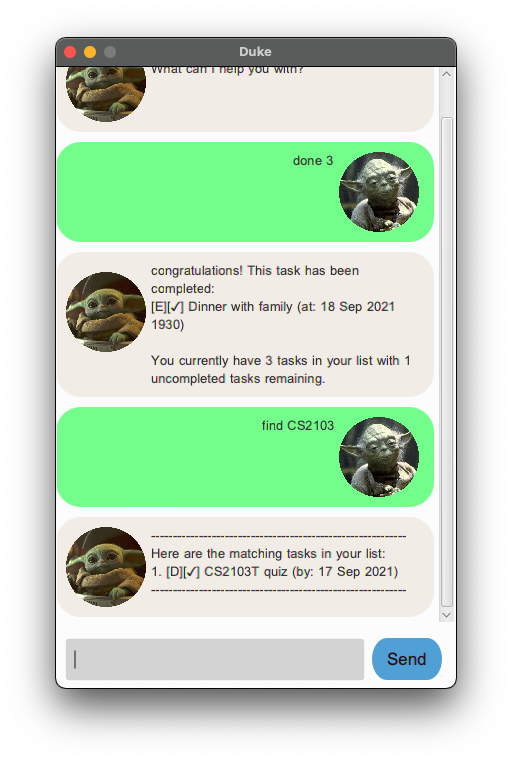 Duke
What can I help you with?
done 3
congratulations! This task has been
completed:
[E][✓] Dinner with family (at: 18 Sep 2021
1930)
You currently have 3 tasks in your list with 1
uncompleted tasks remaining.
find CS2103
------------------------------------------------------------
Here are the matching tasks in your list:
1. [D][✓] CS2103T quiz (by: 17 Sep 2021)
------------------------------------------------------------
Send